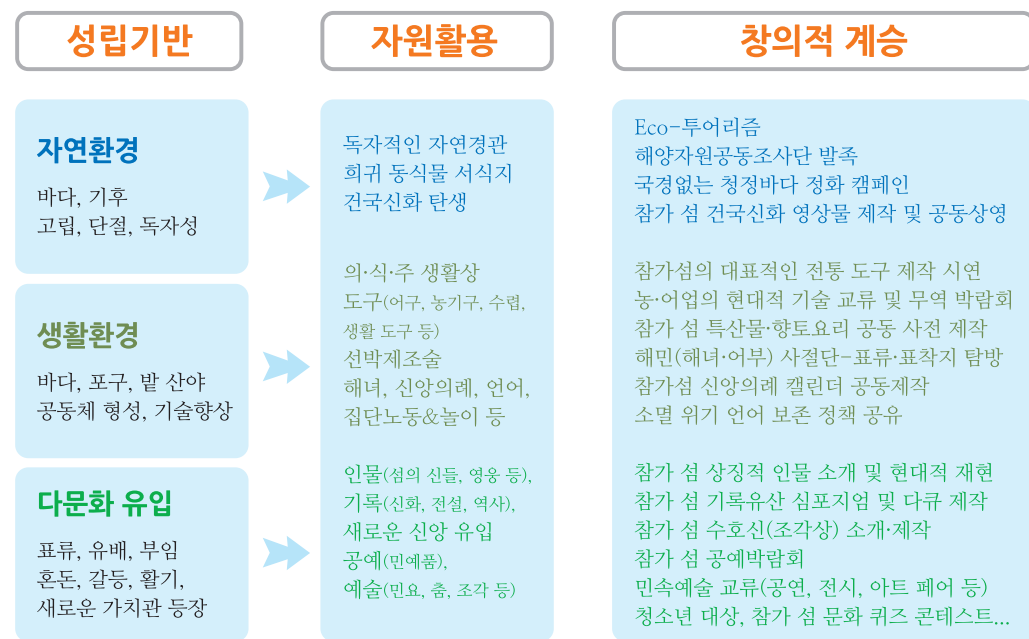 성립기반
자원활용
창의적 계승
자연환경
바다, 기후
고립, 단절, 독자성
독자적인 자연경관
희귀 동식물 서식지
건국신화 탄생
Eco-투어리즘
해양자원공동조사단 발족
국경없는 청정바다 정화 캠페인
참가 섬 건국신화 영상물 제작 및 공동상영
생활환경
바다, 포구, 밭 산야
공동체 형성, 기술향상
의·식·주 생활상
도구(어구, 농기구, 수렵,
생활 도구 등)
선박제조술
해녀, 신앙의례, 언어,
집단노동&놀이 등
참가섬의 대표적인 전통 도구 제작 시연
농·어업의 현대적 기술 교류 및 무역 박람회
참가 섬 특산물·향토요리 공동 사전 제작
해민(해녀·어부) 사절단-표류·표착지 탐방
참가섬 신앙의례 캘린더 공동제작
소멸 위기 언어 보존 정책 공유
다문화 유입
표류, 유배, 부임
혼돈, 갈등, 활기,
새로운 가치관 등장
인물(섬의 신들, 영웅 등),
기록(신화, 전설, 역사),
새로운 신앙 유입
공예(민예품),
예술(민요, 춤, 조각 등)
참가 섬 상징적 인물 소개 및 현대적 재현
참가 섬 기록유산 심포지엄 및 다큐 제작
참가 섬 수호신(조각상) 소개·제작
참가 섬 공예박람회
민속예술 교류(공연, 전시, 아트 페어 등)
청소년 대상, 참가 섬 문화 퀴즈 콘테스트...